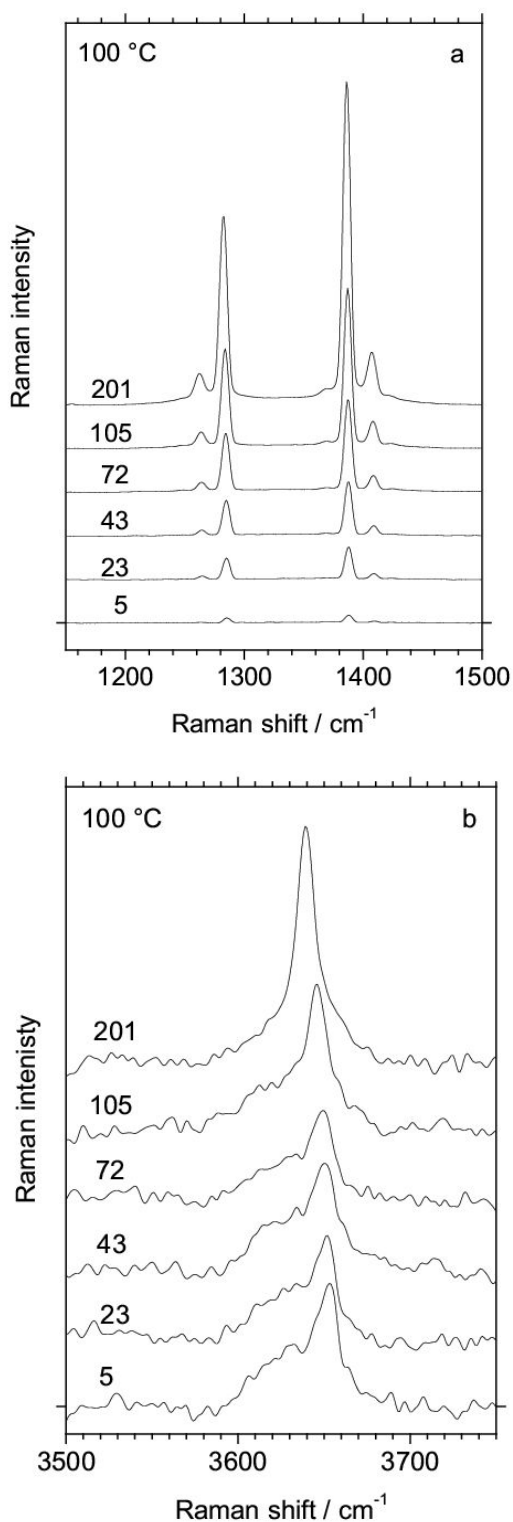 100 °C a
Raman intensity
201
105
72
43
23
5
1200 1300 1400 1500
Raman shift / cm-1
100 °C b
Raman intenisty
201
105
72
43
23
5
3500 3600 3700
Raman shift / cm-1